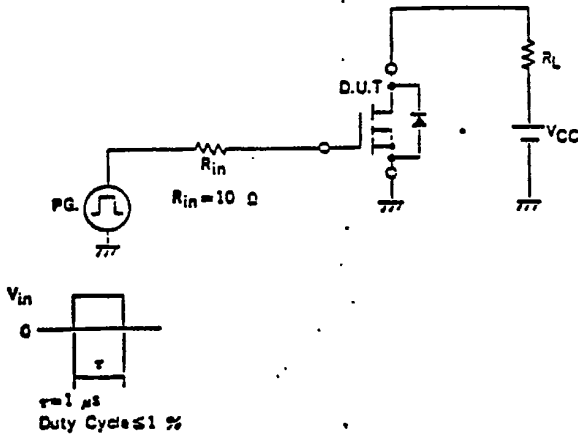 D.U.T
RL
VCC
Rin
Rin=10 Ω
PG.
Vin
0
τ
τ=1 μs
Duty Cycle≤1 %